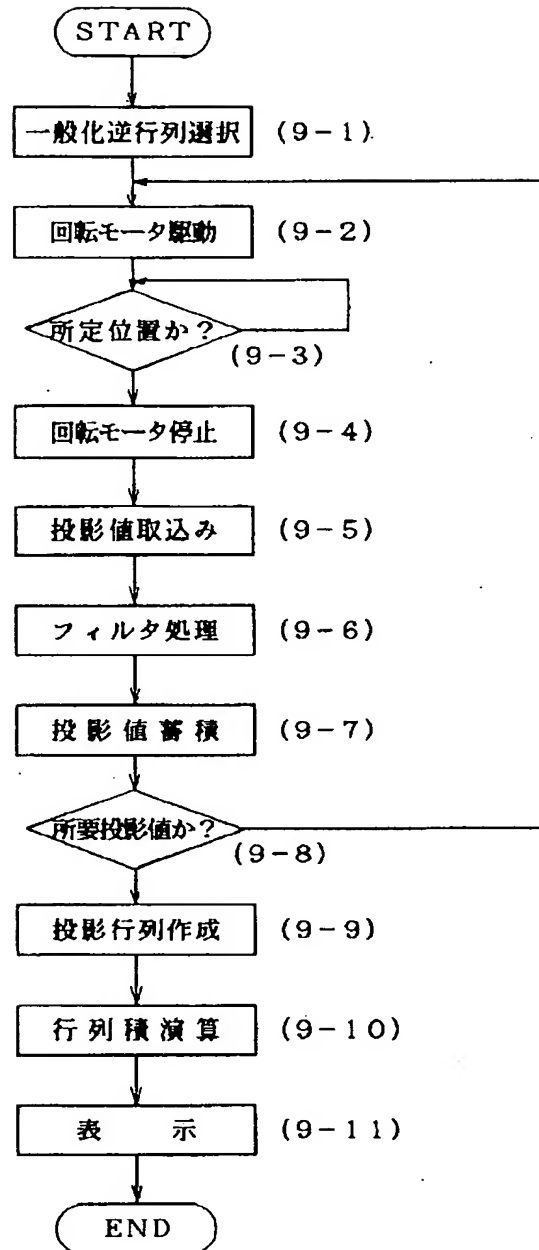 START
一般化逆行列選択 (9-1)
回転モータ駆動 (9-2)
所定位置か?
(9-3)
回転モータ停止 (9-4)
投影値取込み (9-5)
フィルタ処理 (9-6)
投影値蓄積 (9-7)
所要投影値か?
(9-8)
投影行列作成 (9-9)
行列積演算 (9-10)
表示 (9-11)
END